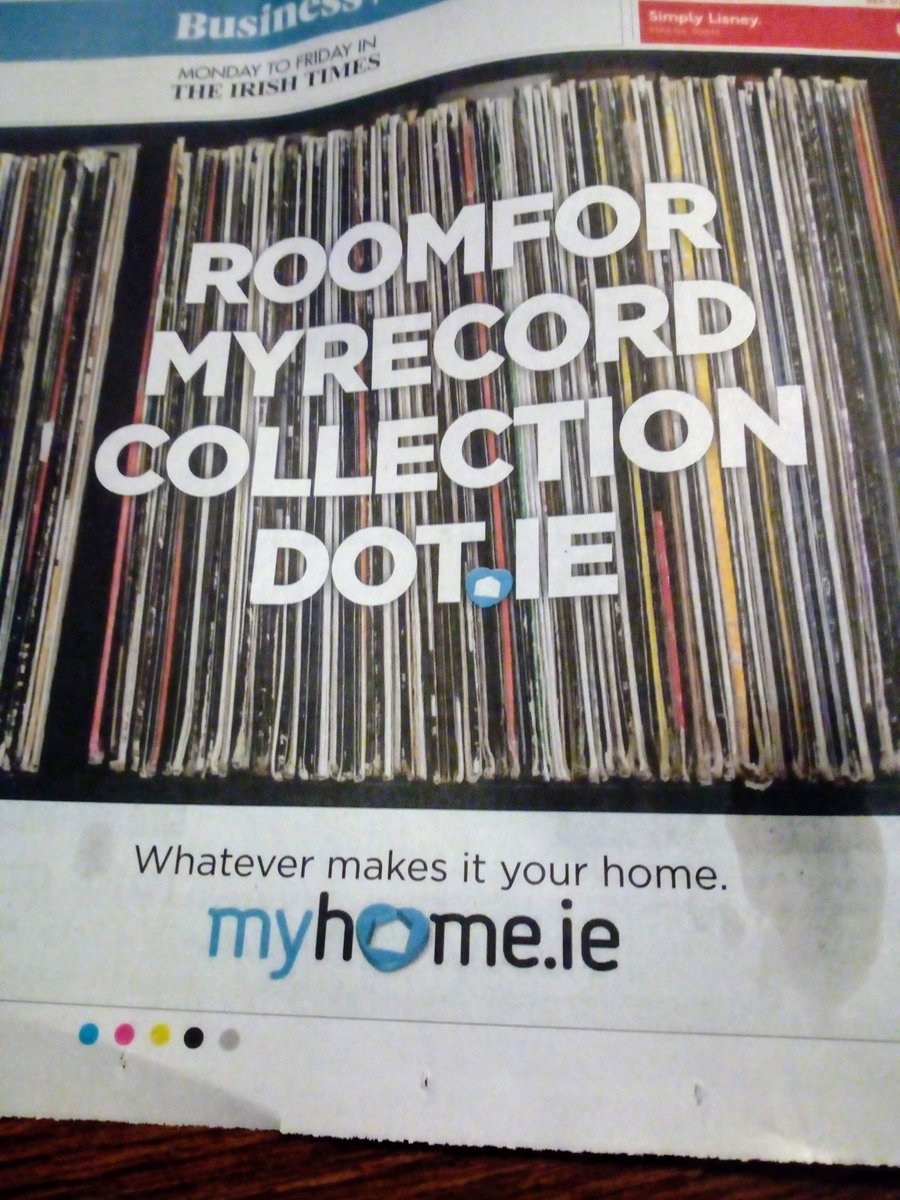 Business
Simply Lisney.
MONDAY TO FRIDAY IN
THE IRISH TIMES
ROOMFOR
MYRECORD
COLLECTION
DOT.IE
Whatever makes it your home.
myhome.ie